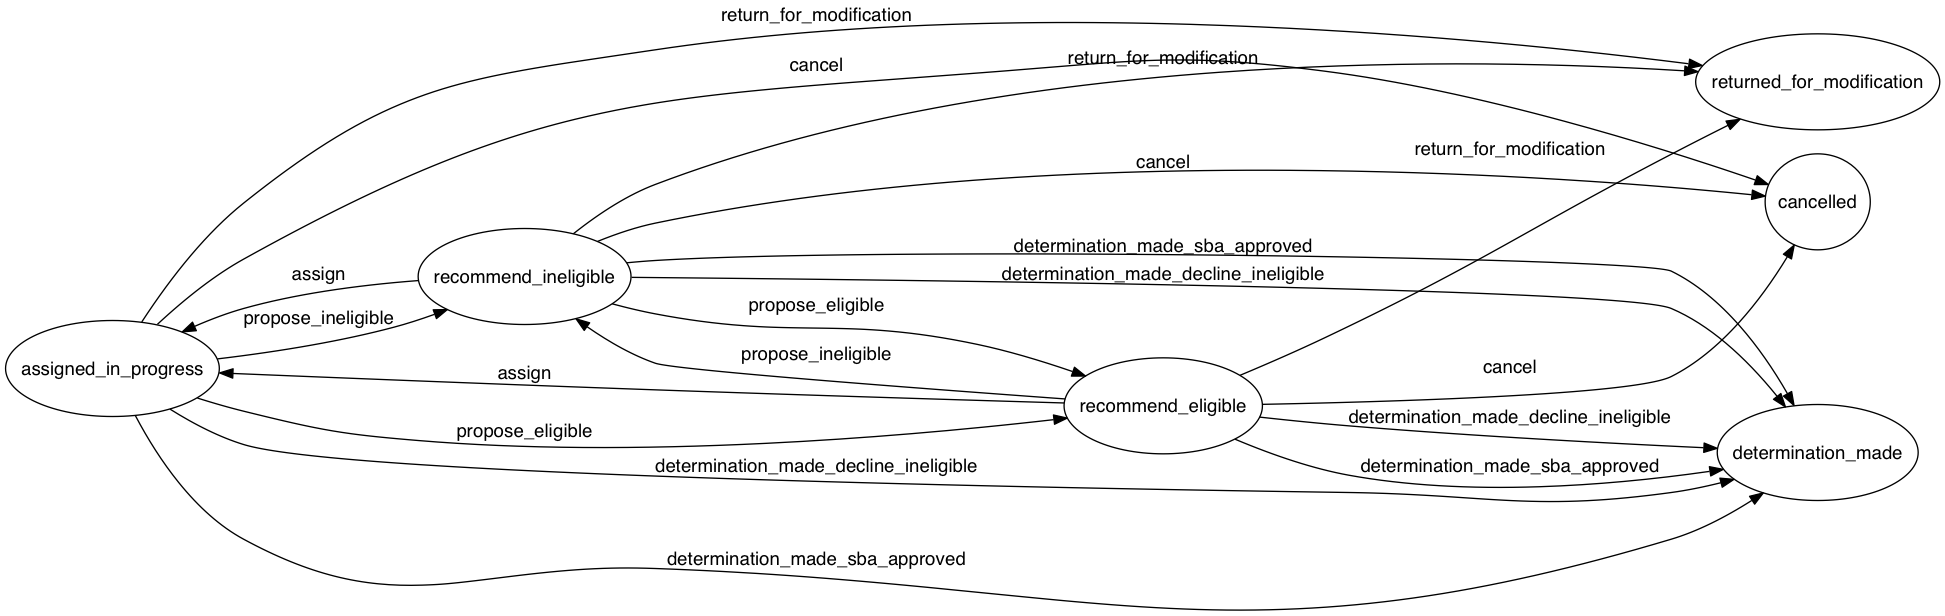 return_for_modification
cancel
return_for_modification
returned_for_modification
return_for_modification
cancel
cancelled
determination_made_sba_approved
determination_made_decline_ineligible
assign
recommend_ineligible
propose_eligible
propose_ineligible
propose_ineligible
assigned_in_progress
assign
cancel
recommend_eligible
determination_made_decline_ineligible
propose_eligible
determination_made
determination_made_decline_ineligible
determination_made_sba_approved
determination_made_sba_approved